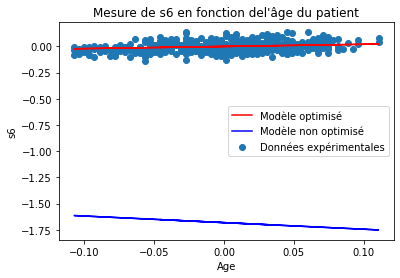 Mesure de s6 en fonction del'âge du patient
0.00
−0.25
−0.50
−0.75
−1.00
−1.25
−1.50
−1.75
s6
Modèle optimisé
Modèle non optimisé
Données expérimentales
−0.10
−0.05
0.00
0.05
0.10
Age